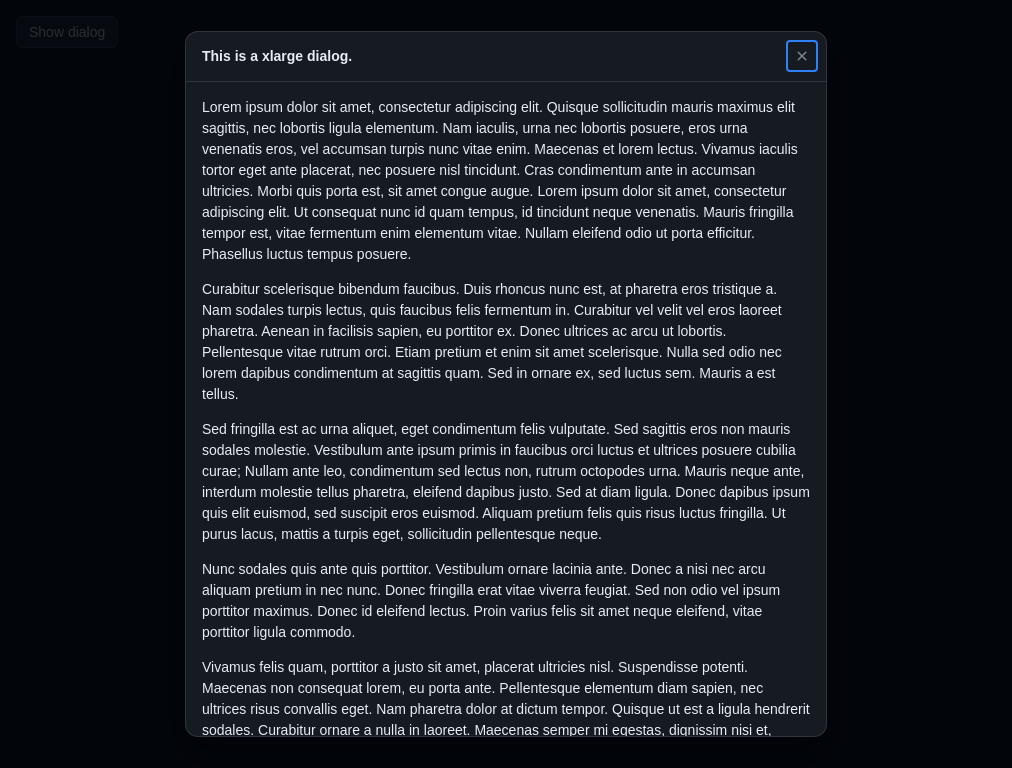 Show dialog
This is a xlarge dialog.
Lorem ipsum dolor sit amet, consectetur adipiscing elit. Quisque sollicitudin mauris maximus elit
sagittis, nec lobortis ligula elementum. Nam iaculis, urna nec lobortis posuere, eros urna
venenatis eros, vel accumsan turpis nunc vitae enim. Maecenas et lorem lectus. Vivamus iaculis
tortor eget ante placerat, nec posuere nisl tincidunt. Cras condimentum ante in accumsan
ultricies. Morbi quis porta est, sit amet congue augue. Lorem ipsum dolor sit amet, consectetur
adipiscing elit. Ut consequat nunc id quam tempus, id tincidunt neque venenatis. Mauris fringilla
tempor est, vitae fermentum enim elementum vitae. Nullam eleifend odio ut porta efficitur.
Phasellus luctus tempus posuere.
Curabitur scelerisque bibendum faucibus. Duis rhoncus nunc est, at pharetra eros tristique a.
Nam sodales turpis lectus, quis faucibus felis fermentum in. Curabitur vel velit vel eros laoreet
pharetra. Aenean in facilisis sapien, eu porttitor ex. Donec ultrices ac arcu ut lobortis.
Pellentesque vitae rutrum orci. Etiam pretium et enim sit amet scelerisque. Nulla sed odio nec
lorem dapibus condimentum at sagittis quam. Sed in ornare ex, sed luctus sem. Mauris a est
tellus.
Sed fringilla est ac urna aliquet, eget condimentum felis vulputate. Sed sagittis eros non mauris
sodales molestie. Vestibulum ante ipsum primis in faucibus orci luctus et ultrices posuere cubilia
curae; Nullam ante leo, condimentum sed lectus non, rutrum octopodes urna. Mauris neque ante,
interdum molestie tellus pharetra, eleifend dapibus justo. Sed at diam ligula. Donec dapibus ipsum
quis elit euismod, sed suscipit eros euismod. Aliquam pretium felis quis risus luctus fringilla. Ut
purus lacus, mattis a turpis eget, sollicitudin pellentesque neque.
Nunc sodales quis ante quis porttitor. Vestibulum ornare lacinia ante. Donec a nisi nec arcu
aliquam pretium in nec nunc. Donec fringilla erat vitae viverra feugiat. Sed non odio vel ipsum
porttitor maximus. Donec id eleifend lectus. Proin varius felis sit amet neque eleifend, vitae
porttitor ligula commodo.
Vivamus felis quam, porttitor a justo sit amet, placerat ultricies nisl. Suspendisse potenti.
Maecenas non consequat lorem, eu porta ante. Pellentesque elementum diam sapien, nec
ultrices risus convallis eget. Nam pharetra dolor at dictum tempor. Quisque ut est a ligula hendrerit
sodales. Curabitur ornare a nulla in laoreet. Maecenas semper mi egestas, dignissim nisi et,